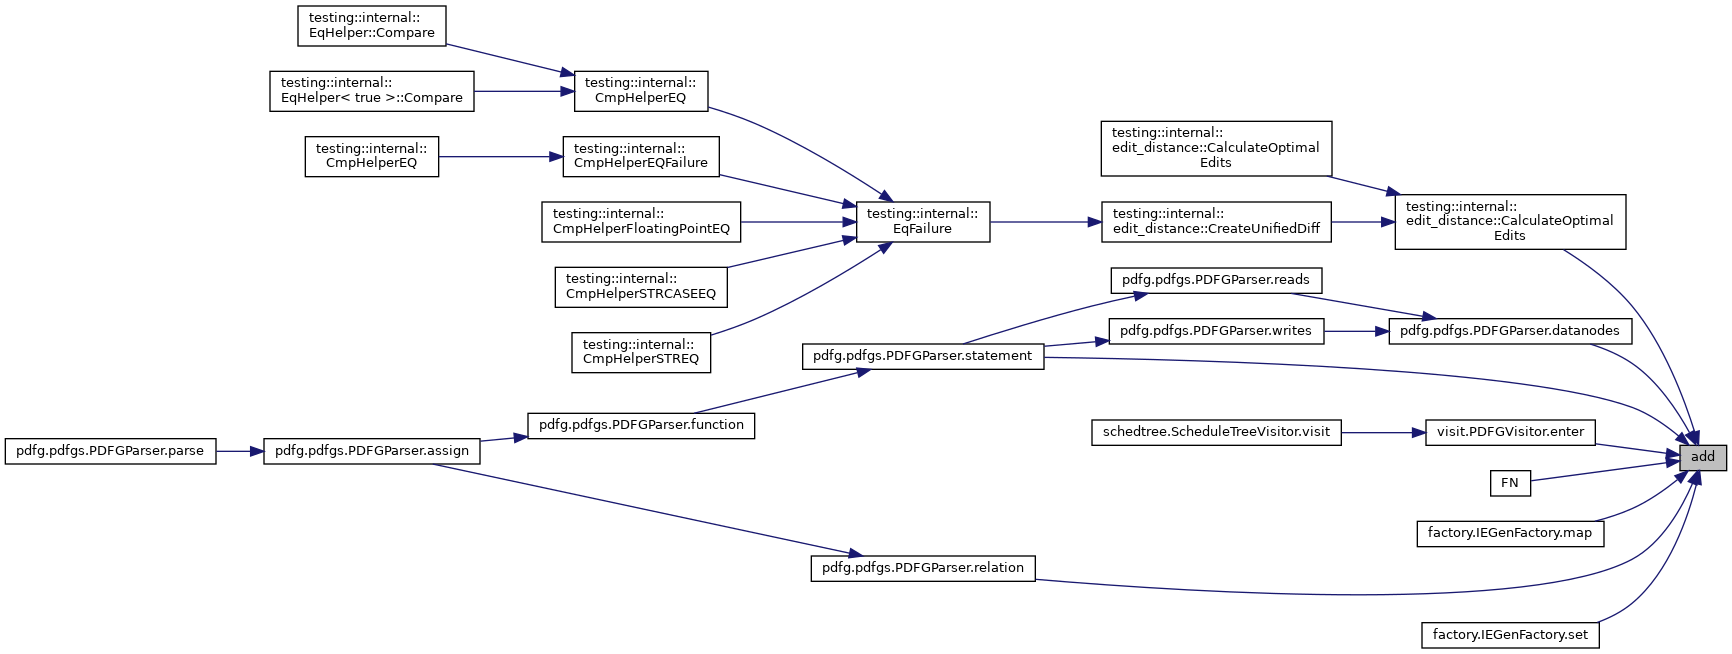 testing::internal::
EqHelper::Compare
testing::internal::
EqHelper< true >::Compare
testing::internal::
CmpHelperEQ
testing::internal::
CmpHelperEQ
testing::internal::
CmpHelperEQFailure
testing::internal::
CmpHelperFloatingPointEQ
testing::internal::
CmpHelperSTRCASEEQ
testing::internal::
CmpHelperSTREQ
testing::internal::
EqFailure
testing::internal::
edit_distance::CalculateOptimal
Edits
testing::internal::
edit_distance::CreateUnifiedDiff
testing::internal::
edit_distance::CalculateOptimal
Edits
pdfg.pdfgs.PDFGParser.reads
pdfg.pdfgs.PDFGParser.writes
pdfg.pdfgs.PDFGParser.datanodes
pdfg.pdfgs.PDFGParser.statement
pdfg.pdfgs.PDFGParser.function
pdfg.pdfgs.PDFGParser.parse
pdfg.pdfgs.PDFGParser.assign
schedtree.ScheduleTreeVisitor.visit
visit.PDFGVisitor.enter
add
FN
factory.IEGenFactory.map
pdfg.pdfgs.PDFGParser.relation
factory.IEGenFactory.set